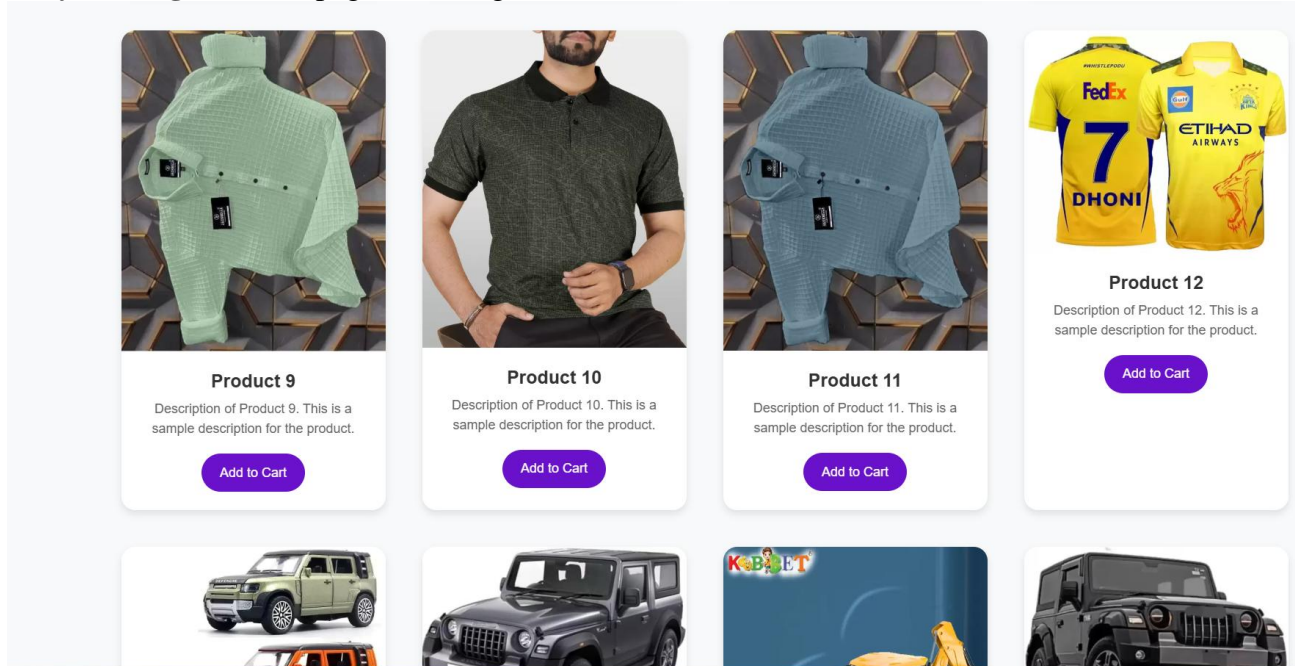 #WHISTLEPODU
FedEx
Gulf
ETIHAD
AIRWAYS
7
DHONI
Product 9
Description of Product 9. This is a
sample description for the product.
Add to Cart
Product 10
Description of Product 10. This is a
sample description for the product.
Add to Cart
Product 11
Description of Product 11. This is a
sample description for the product.
Add to Cart
Product 12
Description of Product 12. This is a
sample description for the product.
Add to Cart